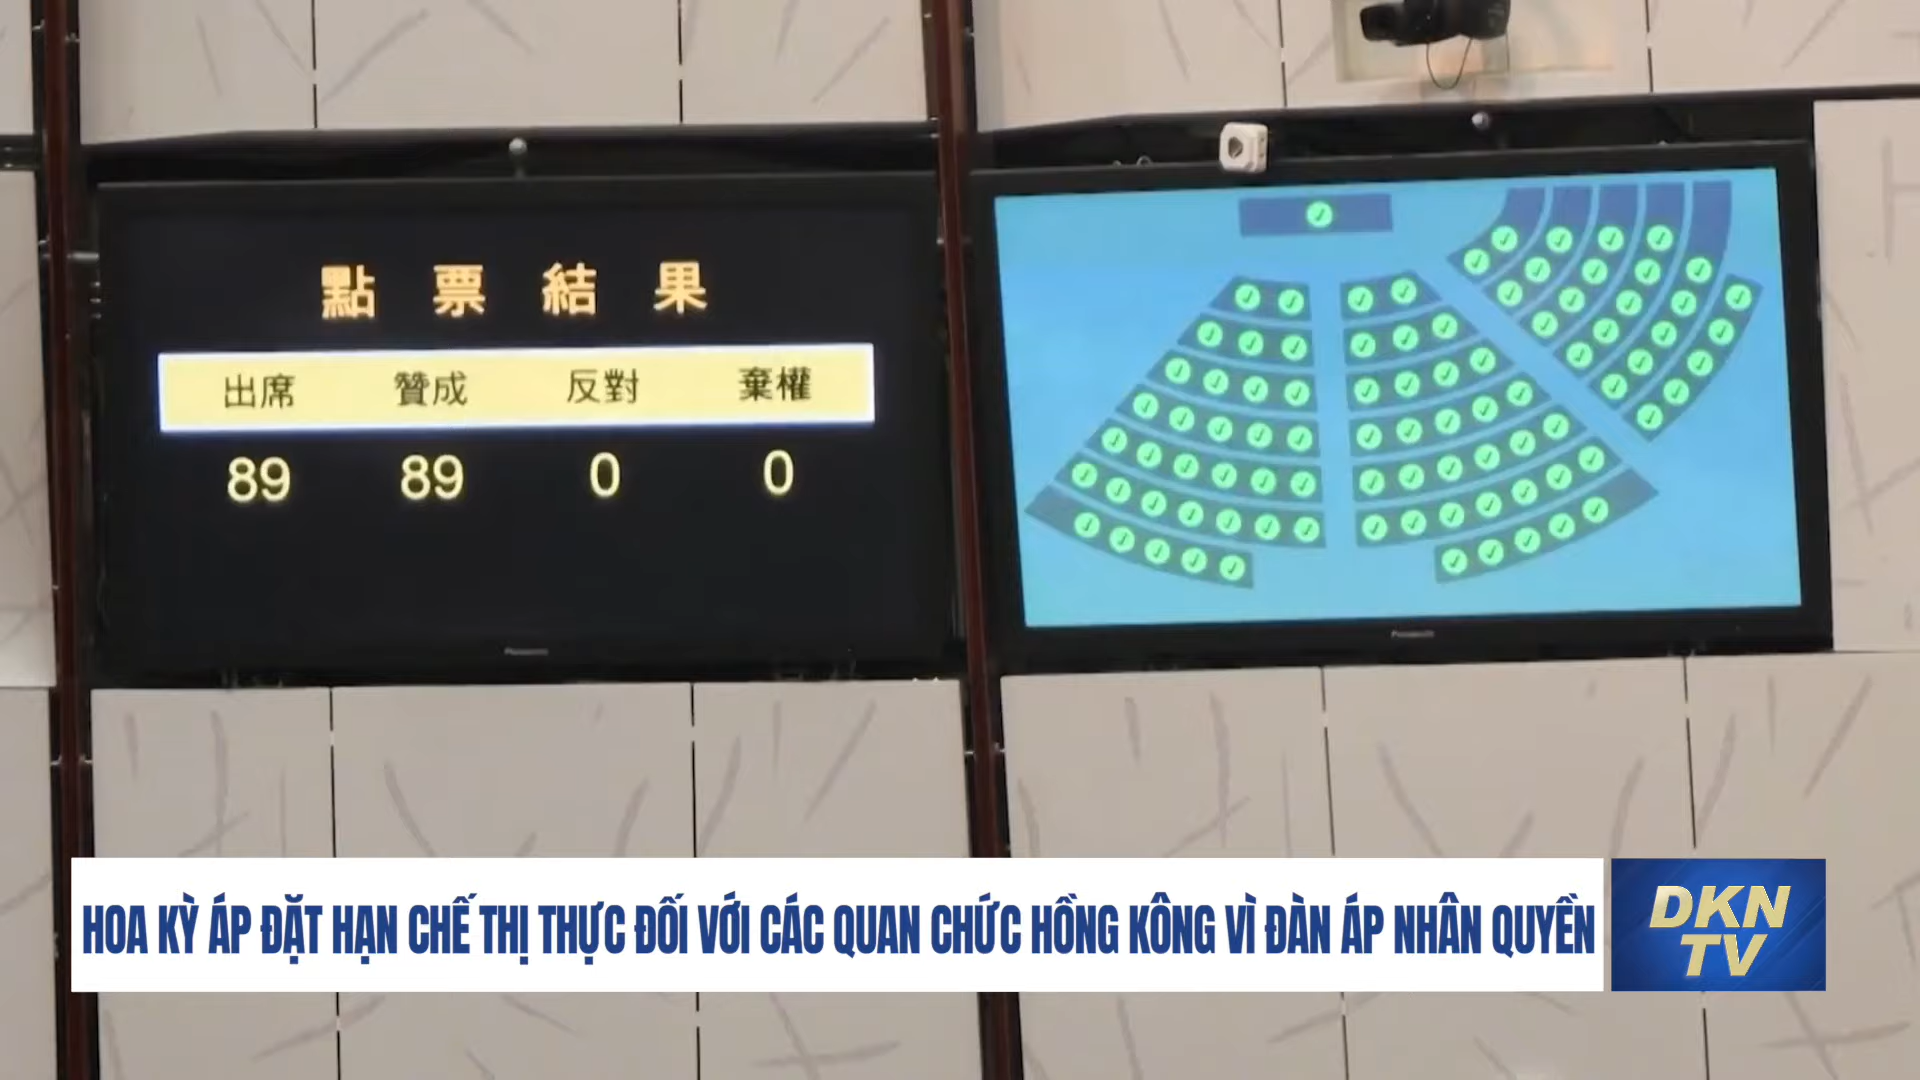 點票結果
出席 贊成 反對 棄權
89 89 0 0
Panasonic
Panasonic
HOA KỲ ÁP ĐẶT HẠN CHẾ THỊ THỰC ĐỐI VỚI CÁC QUAN CHỨC HỒNG KÔNG VÌ ĐÀN ÁP NHÂN QUYỀN
DKN
TV